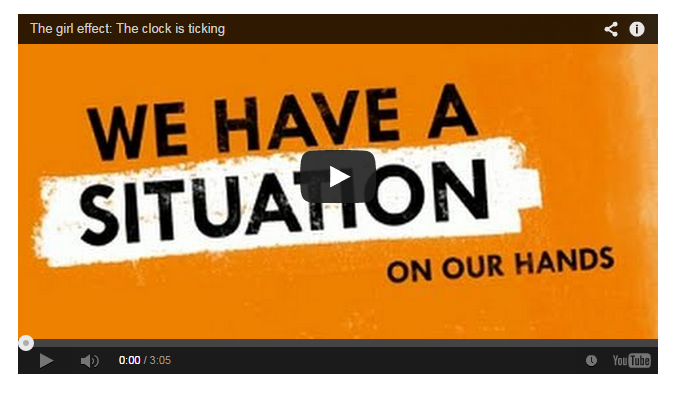 The girl effect: The clock is ticking
WE HAVE A
SITUATION
ON OUR HANDS
0:00 / 3:05
YouTube